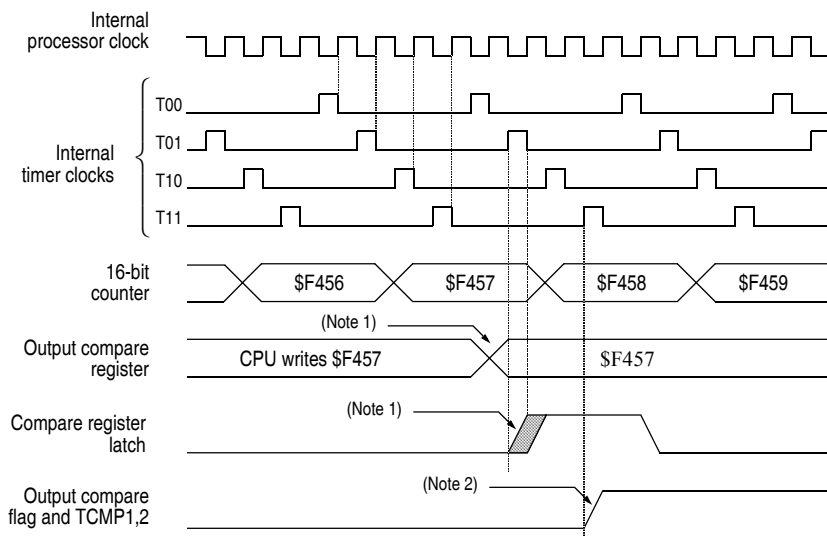 Internal
processor clock
T00
T01
Internal
timer clocks
T10
T11
16-bit
counter
$F456
$F457
$F458
$F459
(Note 1)
Output compare
register
CPU writes $F457
$F457
(Note 1)
Compare register
latch
(Note 2)
Output compare
flag and TCMP1,2